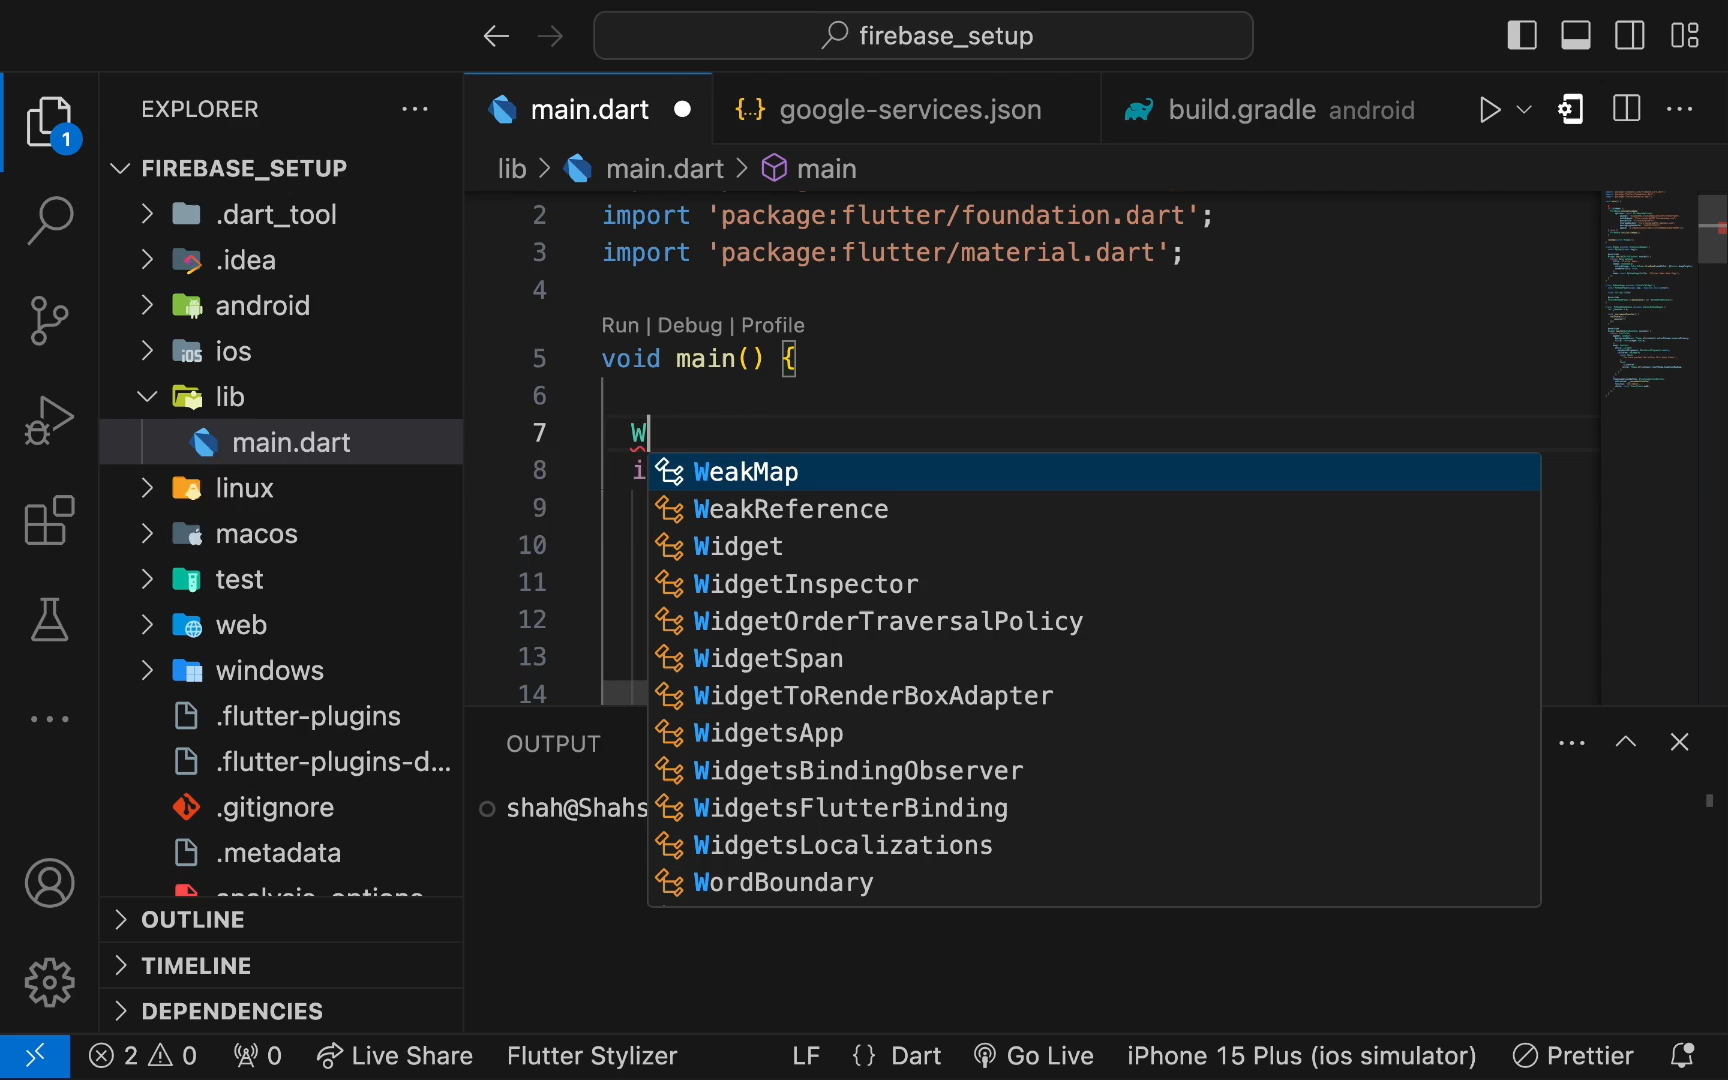 firebase_setup
EXPLORER
main.dart
google-services.json
build.gradle android
1
FIREBASE_SETUP
lib > main.dart > main
.dart_tool
.idea
android
ios
lib
main.dart
linux
macos
test
web
windows
.flutter-plugins
.flutter-plugins-d...
.gitignore
.metadata
OUTLINE
TIMELINE
DEPENDENCIES
2 import 'package:flutter/foundation.dart';
3 import 'package:flutter/material.dart';
4
Run | Debug | Profile
5 void main() {
6
7 W
8 i
9
10
11
12
13
14
WeakMap
WeakReference
Widget
WidgetInspector
WidgetOrderTraversalPolicy
WidgetSpan
WidgetToRenderBoxAdapter
WidgetsApp
WidgetsBindingObserver
WidgetsFlutterBinding
WidgetsLocalizations
WordBoundary
OUTPUT
shah@Shahs
2 0 0 Live Share Flutter Stylizer LF {} Dart Go Live iPhone 15 Plus (ios simulator) Prettier